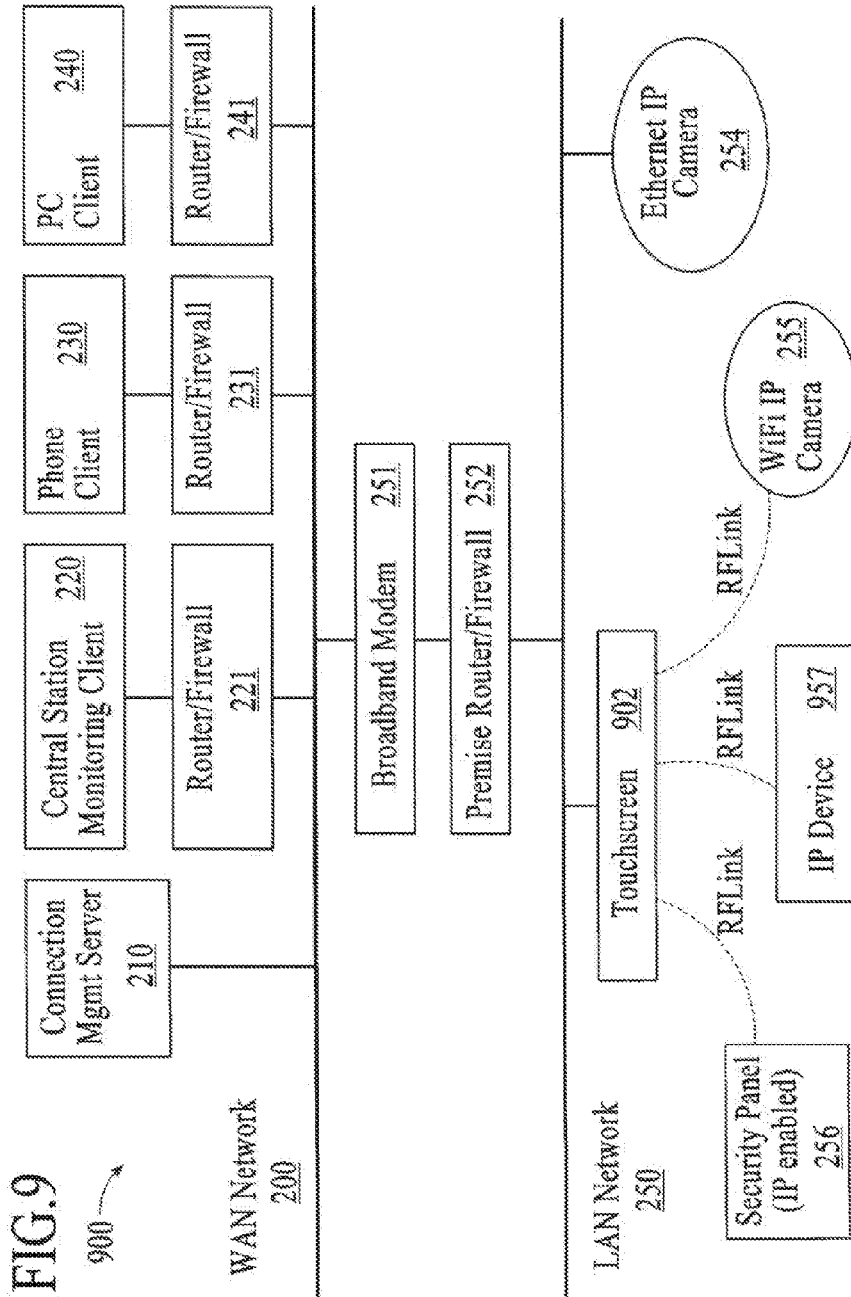 FIG.9
900
Connection
Mgmt Server
210
Central Station
Monitoring Client
220
Phone
Client
230
PC
Client
240
Router/Firewall
221
Router/Firewall
231
Router/Firewall
241
WAN Network
200
Broadband Modem 251
Premise Router/Firewall 252
LAN Network
250
Touchscreen 902
RFLink
RFLink
RFLink
Security Panel
(IP enabled)
256
IP Device 957
WiFi IP
Camera
255
Ethernet IP
Camera
254